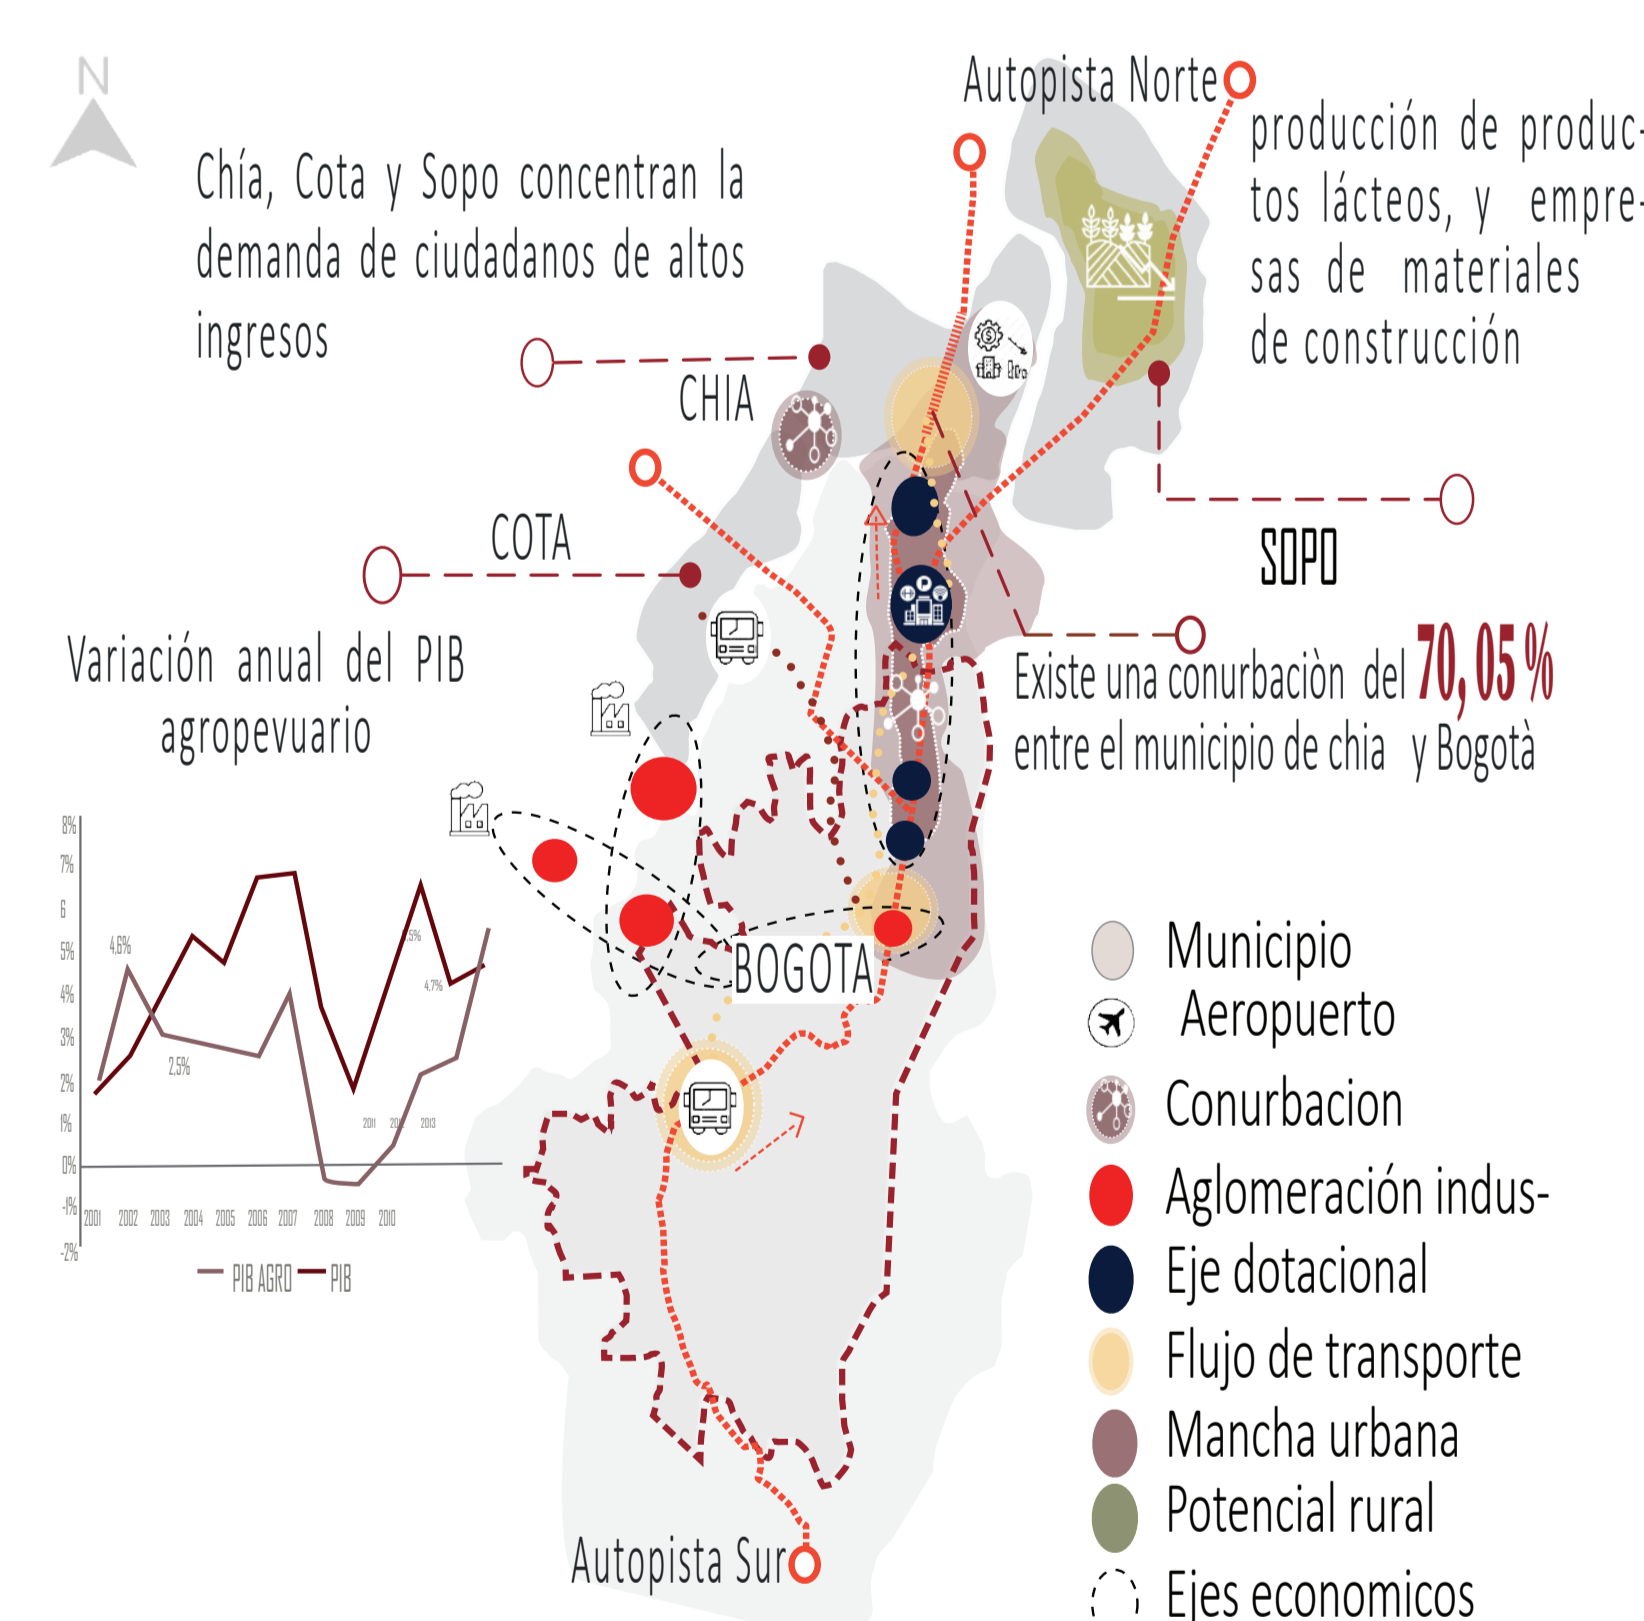 N
Autopista Norte
Chía, Cota y Sopo concentran la
demanda de ciudadanos de altos
ingresos
producción de produc-
tos lácteos, y empre-
sas de materiales
de construcción
CHIA
COTA
SOPO
Existe una conurbaciòn del 70,05 %
entre el municipio de chia y Bogotà
Variación anual del PIB
agropevuario
8%
7%
6
5%
4%
3%
2%
1%
0%
-1%
-2%
4,6%
2,5%
4,7%
2011
2013
2001 2002 2003 2004 2005 2006 2007 2008 2009 2010
PIB AGRO PIB
BOGOTA
Municipio
Aeropuerto
Conurbacion
Aglomeración indus-
Eje dotacional
Flujo de transporte
Mancha urbana
Potencial rural
Ejes economicos
Autopista Sur